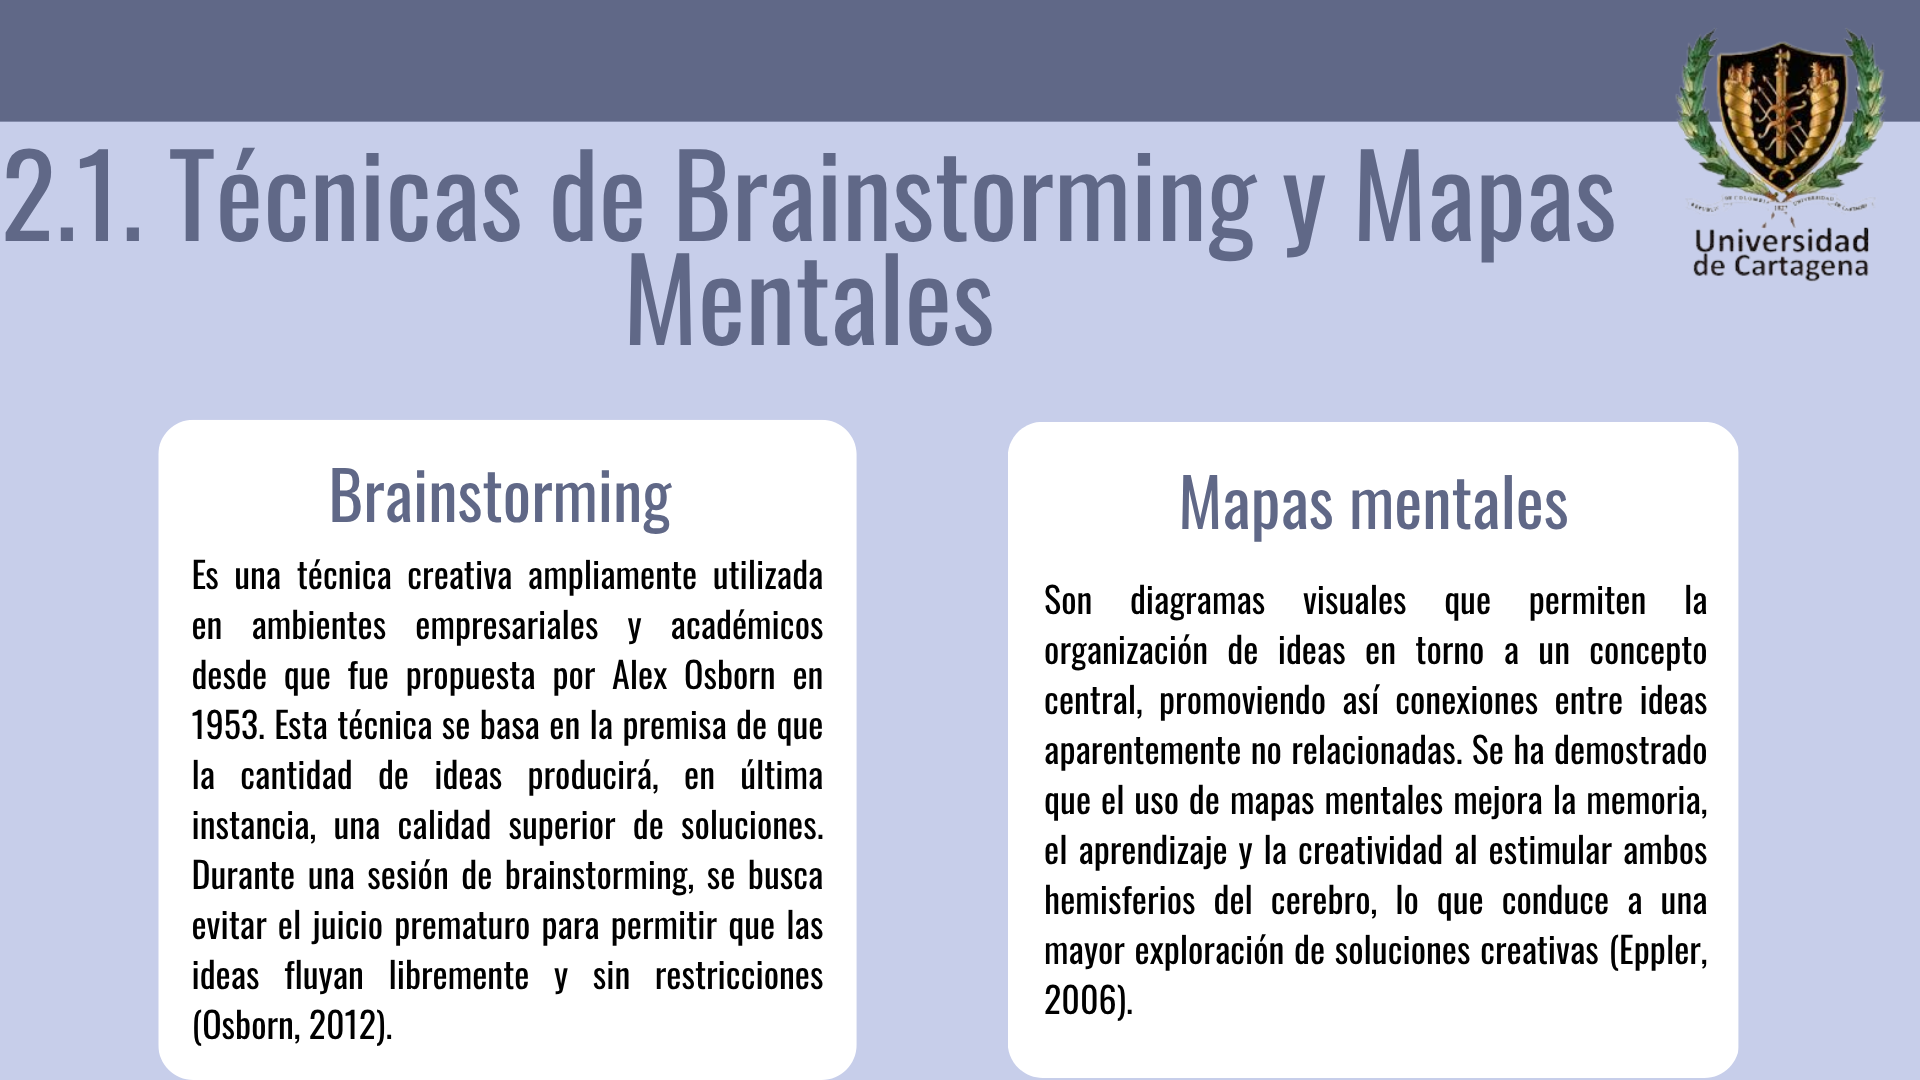 2.1. Técnicas de Brainstorming y Mapas
Mentales
Universidad
de Cartagena
Brainstorming
Es una técnica creativa ampliamente utilizada
en ambientes empresariales y académicos
desde que fue propuesta por Alex Osborn en
1953. Esta técnica se basa en la premisa de que
la cantidad de ideas producirá, en última
instancia, una calidad superior de soluciones.
Durante una sesión de brainstorming, se busca
evitar el juicio prematuro para permitir que las
ideas fluyan libremente y sin restricciones
(Osborn, 2012).
Mapas mentales
Son diagramas visuales que permiten la
organización de ideas en torno a un concepto
central, promoviendo así conexiones entre ideas
aparentemente no relacionadas. Se ha demostrado
que el uso de mapas mentales mejora la memoria,
el aprendizaje y la creatividad al estimular ambos
hemisferios del cerebro, lo que conduce a una
mayor exploración de soluciones creativas (Eppler,
2006).